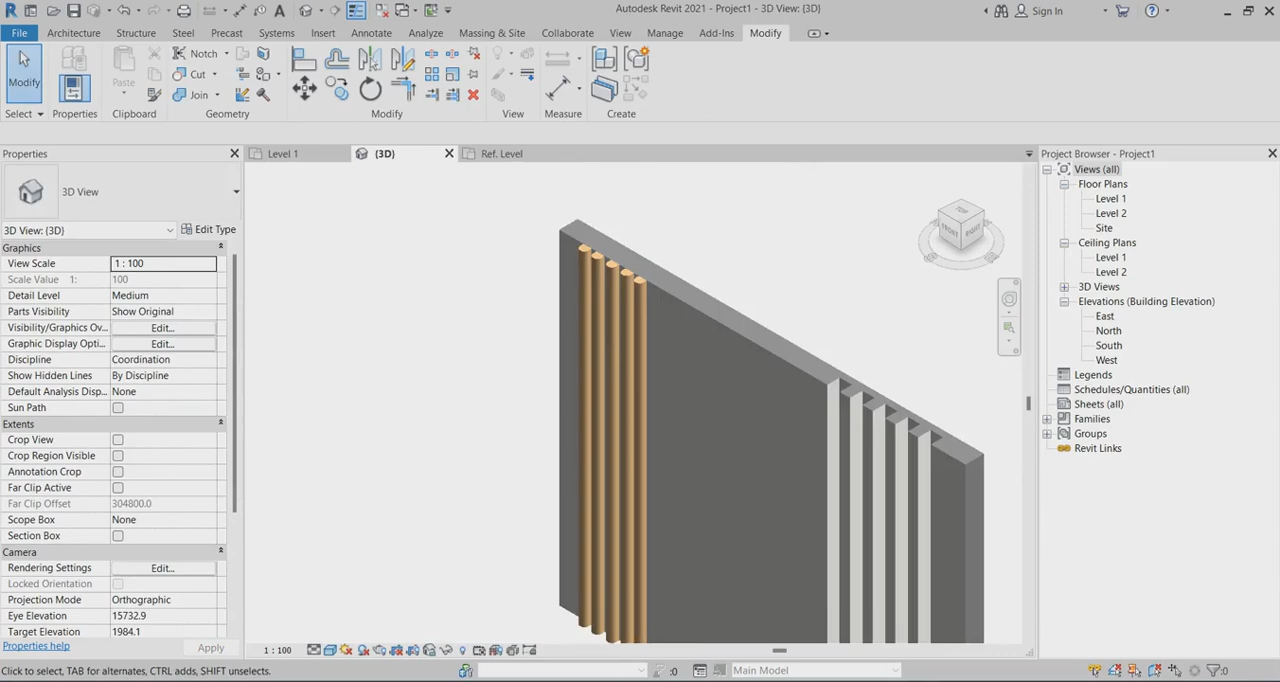 Autodesk Revit 2021 - Project1 - 3D View: {3D}
Sign In
File
Architecture
Structure
Steel
Precast
Systems
Insert
Annotate
Analyze
Massing & Site
Collaborate
View
Manage
Add-Ins
Modify
Modify
Paste
Notch
Cut
Join
Select
Properties
Clipboard
Geometry
Modify
View
Measure
Create
Properties
Level 1
{3D}
Ref. Level
Project Browser - Project1
3D View
3D View: {3D}
Edit Type
Graphics
View Scale
1 : 100
Scale Value 1:
100
Detail Level
Medium
Parts Visibility
Show Original
Visibility/Graphics Ov...
Edit...
Graphic Display Opti...
Edit...
Discipline
Coordination
Show Hidden Lines
By Discipline
Default Analysis Disp...
None
Sun Path
Extents
Crop View
Crop Region Visible
Annotation Crop
Far Clip Active
Far Clip Offset
304800.0
Scope Box
None
Section Box
Camera
Rendering Settings
Edit...
Locked Orientation
Projection Mode
Orthographic
Eye Elevation
15732.9
Target Elevation
1984.1
Properties help
Apply
TOP
FRONT
RIGHT
Views (all)
Floor Plans
Level 1
Level 2
Site
Ceiling Plans
Level 1
Level 2
3D Views
Elevations (Building Elevation)
East
North
South
West
Legends
Schedules/Quantities (all)
Sheets (all)
Families
Groups
Revit Links
1 : 100
Click to select, TAB for alternates, CTRL adds, SHIFT unselects.
:0
Main Model
:0